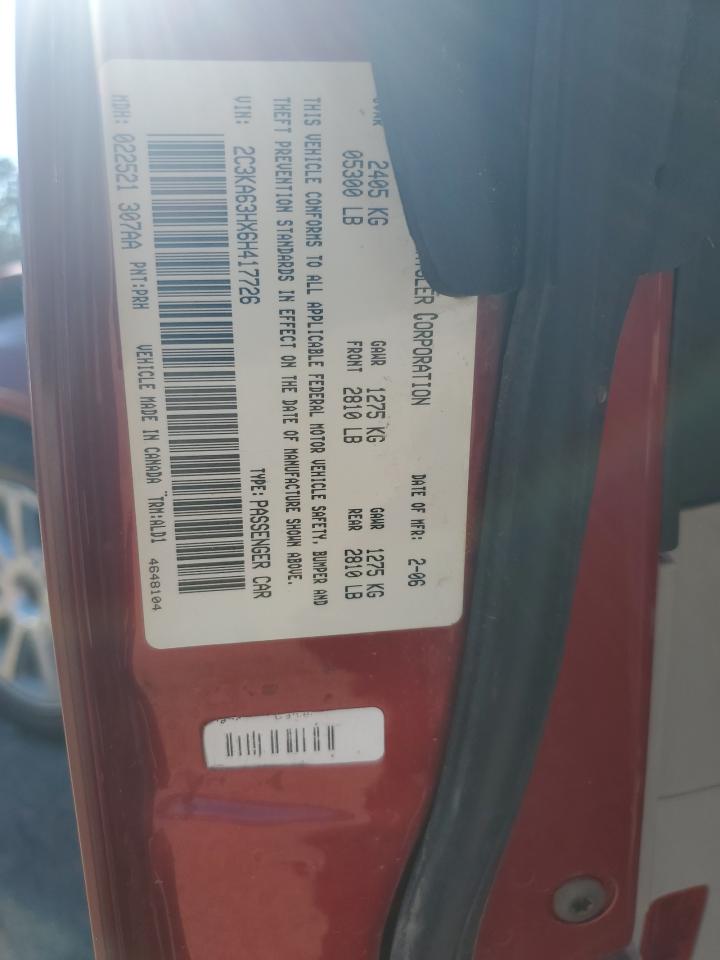 CORPORATION DATE OF MFR: 2-06
2405 KG GAWR 1275 KG GAWR 1275 KG
05300 LB FRONT 2810 LB REAR 2810 LB
THIS VEHICLE CONFORMS TO ALL APPLICABLE FEDERAL MOTOR VEHICLE SAFETY, BUMPER AND
THEFT PREVENTION STANDARDS IN EFFECT ON THE DATE OF MANUFACTURE SHOWN ABOVE.
VIN: 2C3KA63HX6H417726 TYPE: PASSENGER CAR
MDH: 022521 307AA PNT:PRH VEHICLE MADE IN CANADA TRM:ALD1
4648104